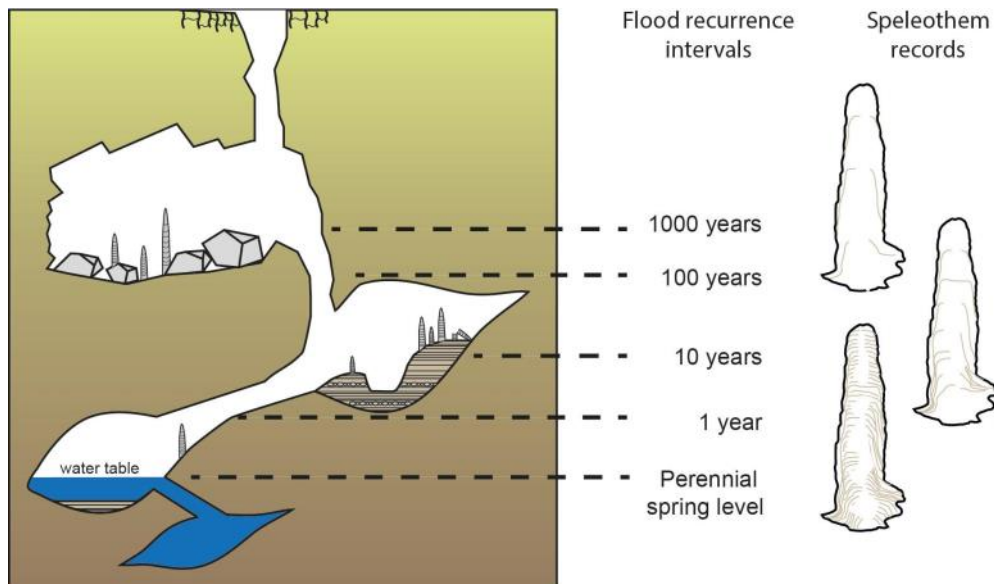 Flood recurrence
intervals
Speleothem
records
1000 years
100 years
10 years
1 year
water table
Perennial
spring level